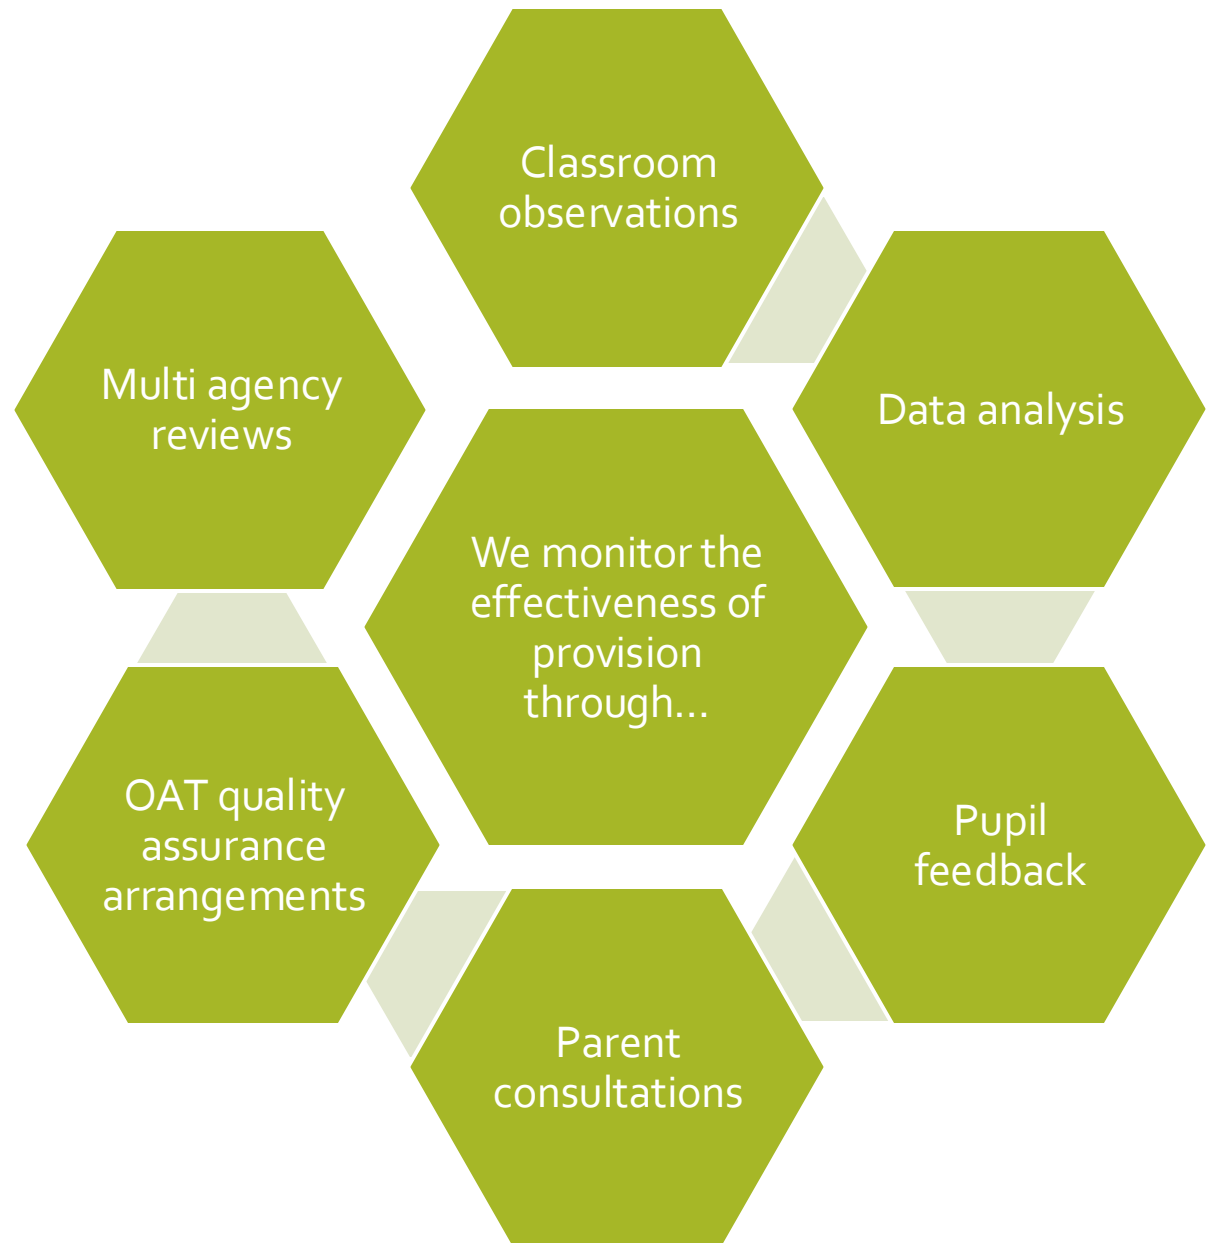 Classroom
observations
Data analysis
Pupil
feedback
Parent
consultations
OAT quality
assurance
arrangements
Multi agency
reviews
We monitor the
effectiveness of
provision
through...